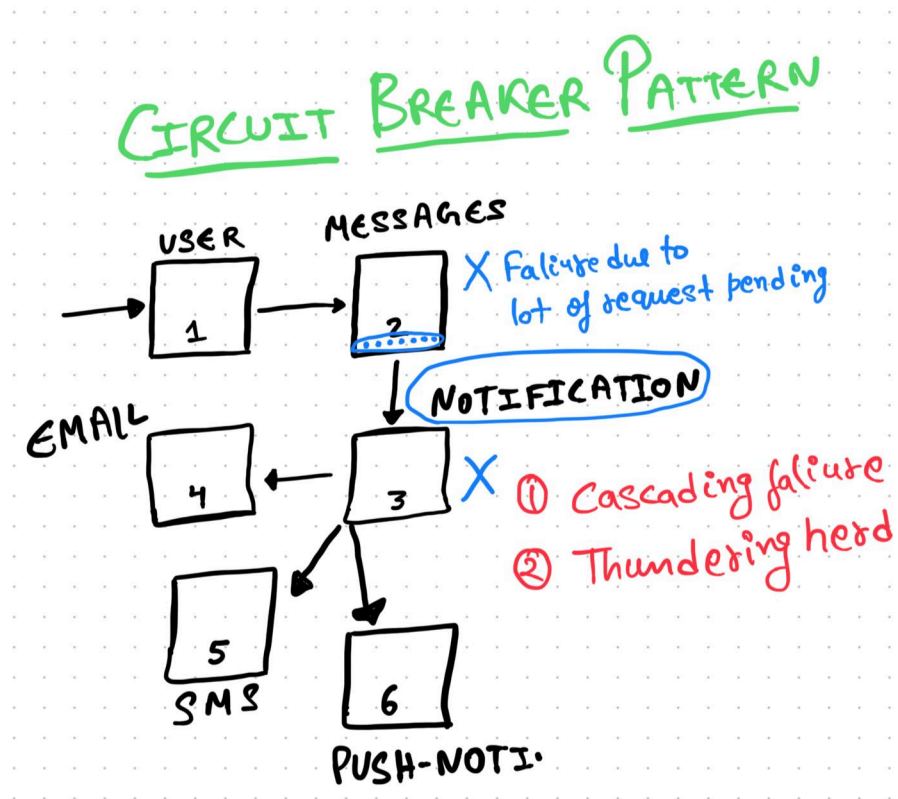 CIRCUIT BREAKER PATTERN
USER
MESSAGES
1
2
X Faliure due to
lot of request pending
NOTIFICATION
EMAIL
4
3
X
① Cascading faliure
② Thundering herd
5
SMS
6
PUSH-NOTI.